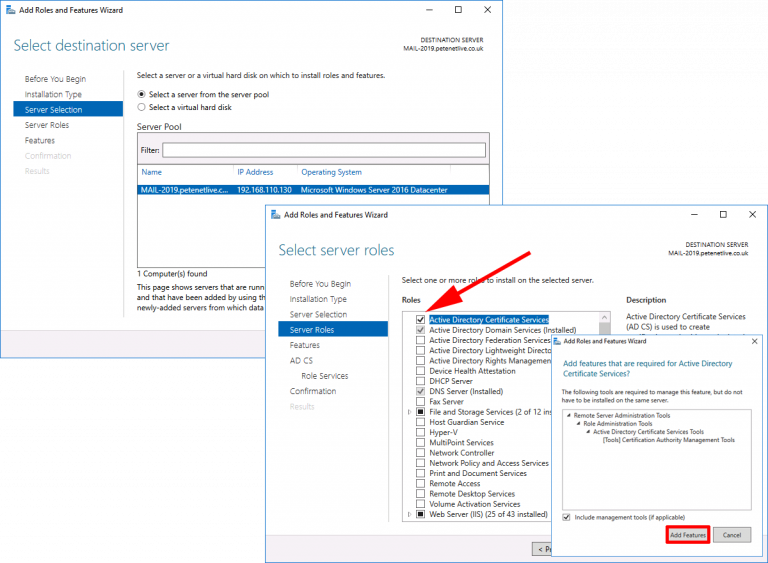 Add Roles and Features Wizard
Select destination server
DESTINATION SERVER
MAIL-2019.petenetlive.co.uk
Before You Begin
Installation Type
Server Selection
Server Roles
Features
Confirmation
Results
Select a server or a virtual hard disk on which to install roles and features.
Select a server from the server pool
Select a virtual hard disk
Server Pool
Filter:
Name IP Address Operating System
MAIL-2019.petenetlive.c... 192.168.110.130 Microsoft Windows Server 2016 Datacenter
1 Computer(s) found
This page shows servers that are runn
and that have been added by using th
newly-added servers from which data
Add Roles and Features Wizard
Select server roles
DESTINATION SERVER
MAIL-2019.petenetlive.co.uk
Before You Begin
Installation Type
Server Selection
Server Roles
Features
AD CS
Role Services
Confirmation
Results
Select one or more roles to install on the selected server.
Roles
Active Directory Certificate Services
Active Directory Domain Services (Installed)
Active Directory Federation Services
Active Directory Lightweight Directo
Active Directory Rights Management
Device Health Attestation
DHCP Server
DNS Server (Installed)
Fax Server
File and Storage Services (2 of 12 ins
Host Guardian Service
Hyper-V
MultiPoint Services
Network Controller
Network Policy and Access Services
Print and Document Services
Remote Access
Remote Desktop Services
Volume Activation Services
Web Server (IIS) (25 of 43 installed)
Description
Active Directory Certificate Services
(AD CS) is used to create
< P
Add Roles and Features Wizard
Add features that are required for Active Directory
Certificate Services?
The following tools are required to manage this feature, but do not
have to be installed on the same server.
Remote Server Administration Tools
Role Administration Tools
Active Directory Certificate Services Tools
[Tools] Certification Authority Management Tools
Include management tools (if applicable)
Add Features
Cancel